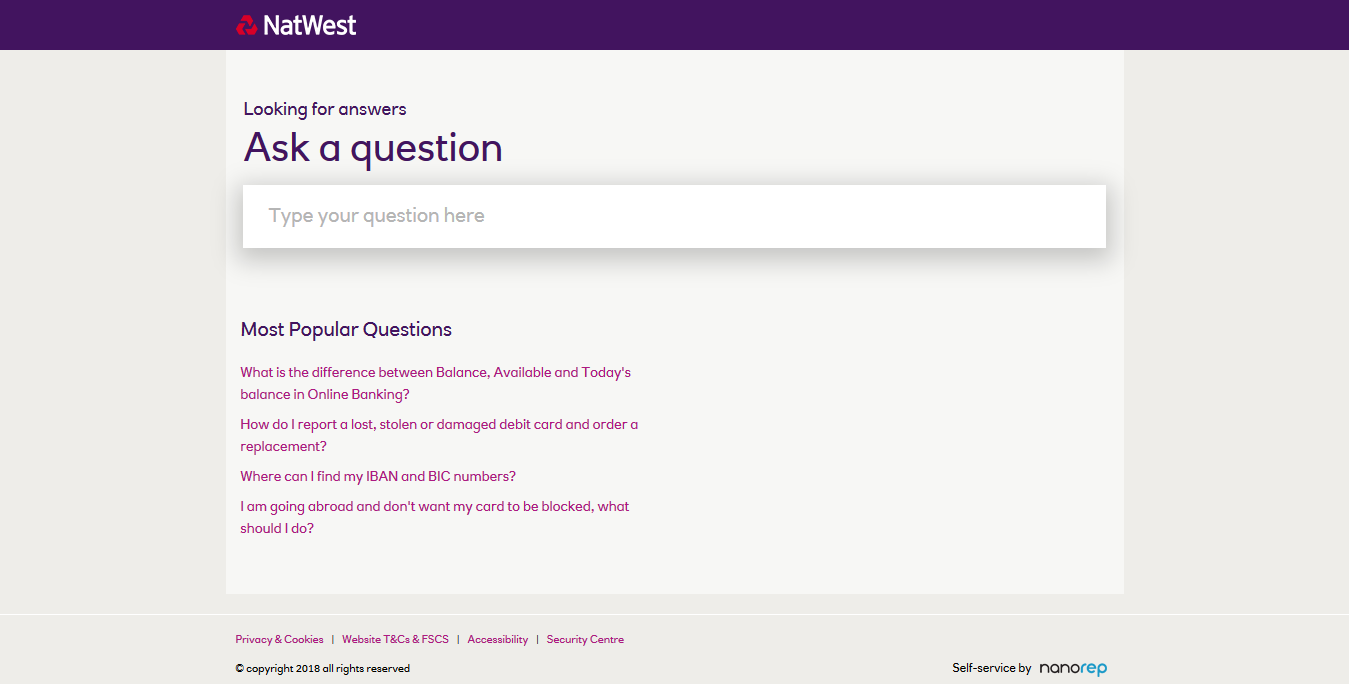 NatWest
Looking for answers
Ask a question
Type your question here
Most Popular Questions
What is the difference between Balance, Available and Today's
balance in Online Banking?
How do I report a lost, stolen or damaged debit card and order a
replacement?
Where can I find my IBAN and BIC numbers?
I am going abroad and don't want my card to be blocked, what
should I do?
Privacy & Cookies | Website T&Cs & FSCS | Accessibility | Security Centre
© copyright 2018 all rights reserved
Self-service by nanorep